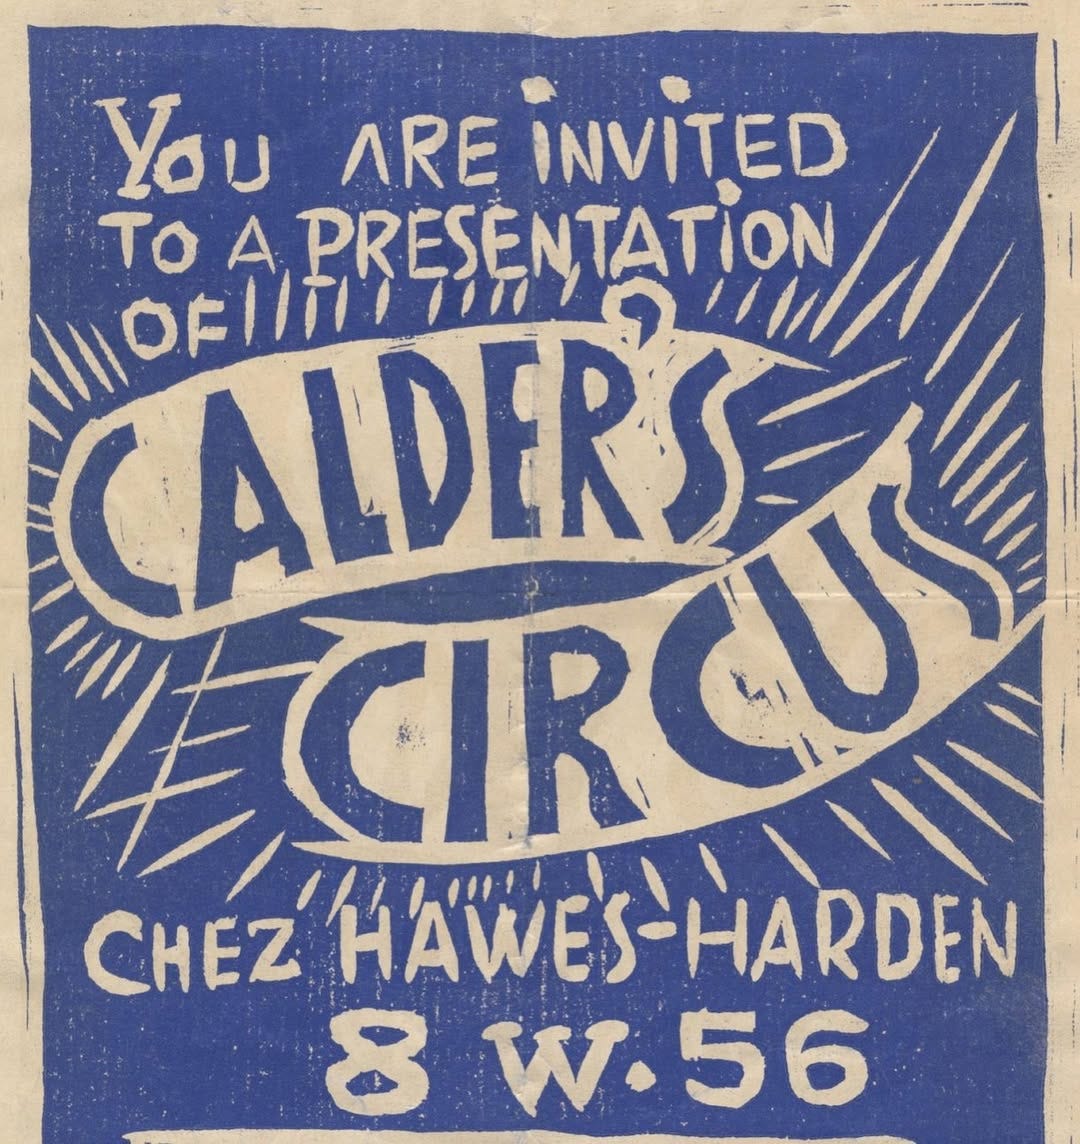 You ARE iNViTED
TO A PRESENTATiON
OF
CALDER'S
CIRCUS
CHEZ HAWES-HARDEN
8 W. 56